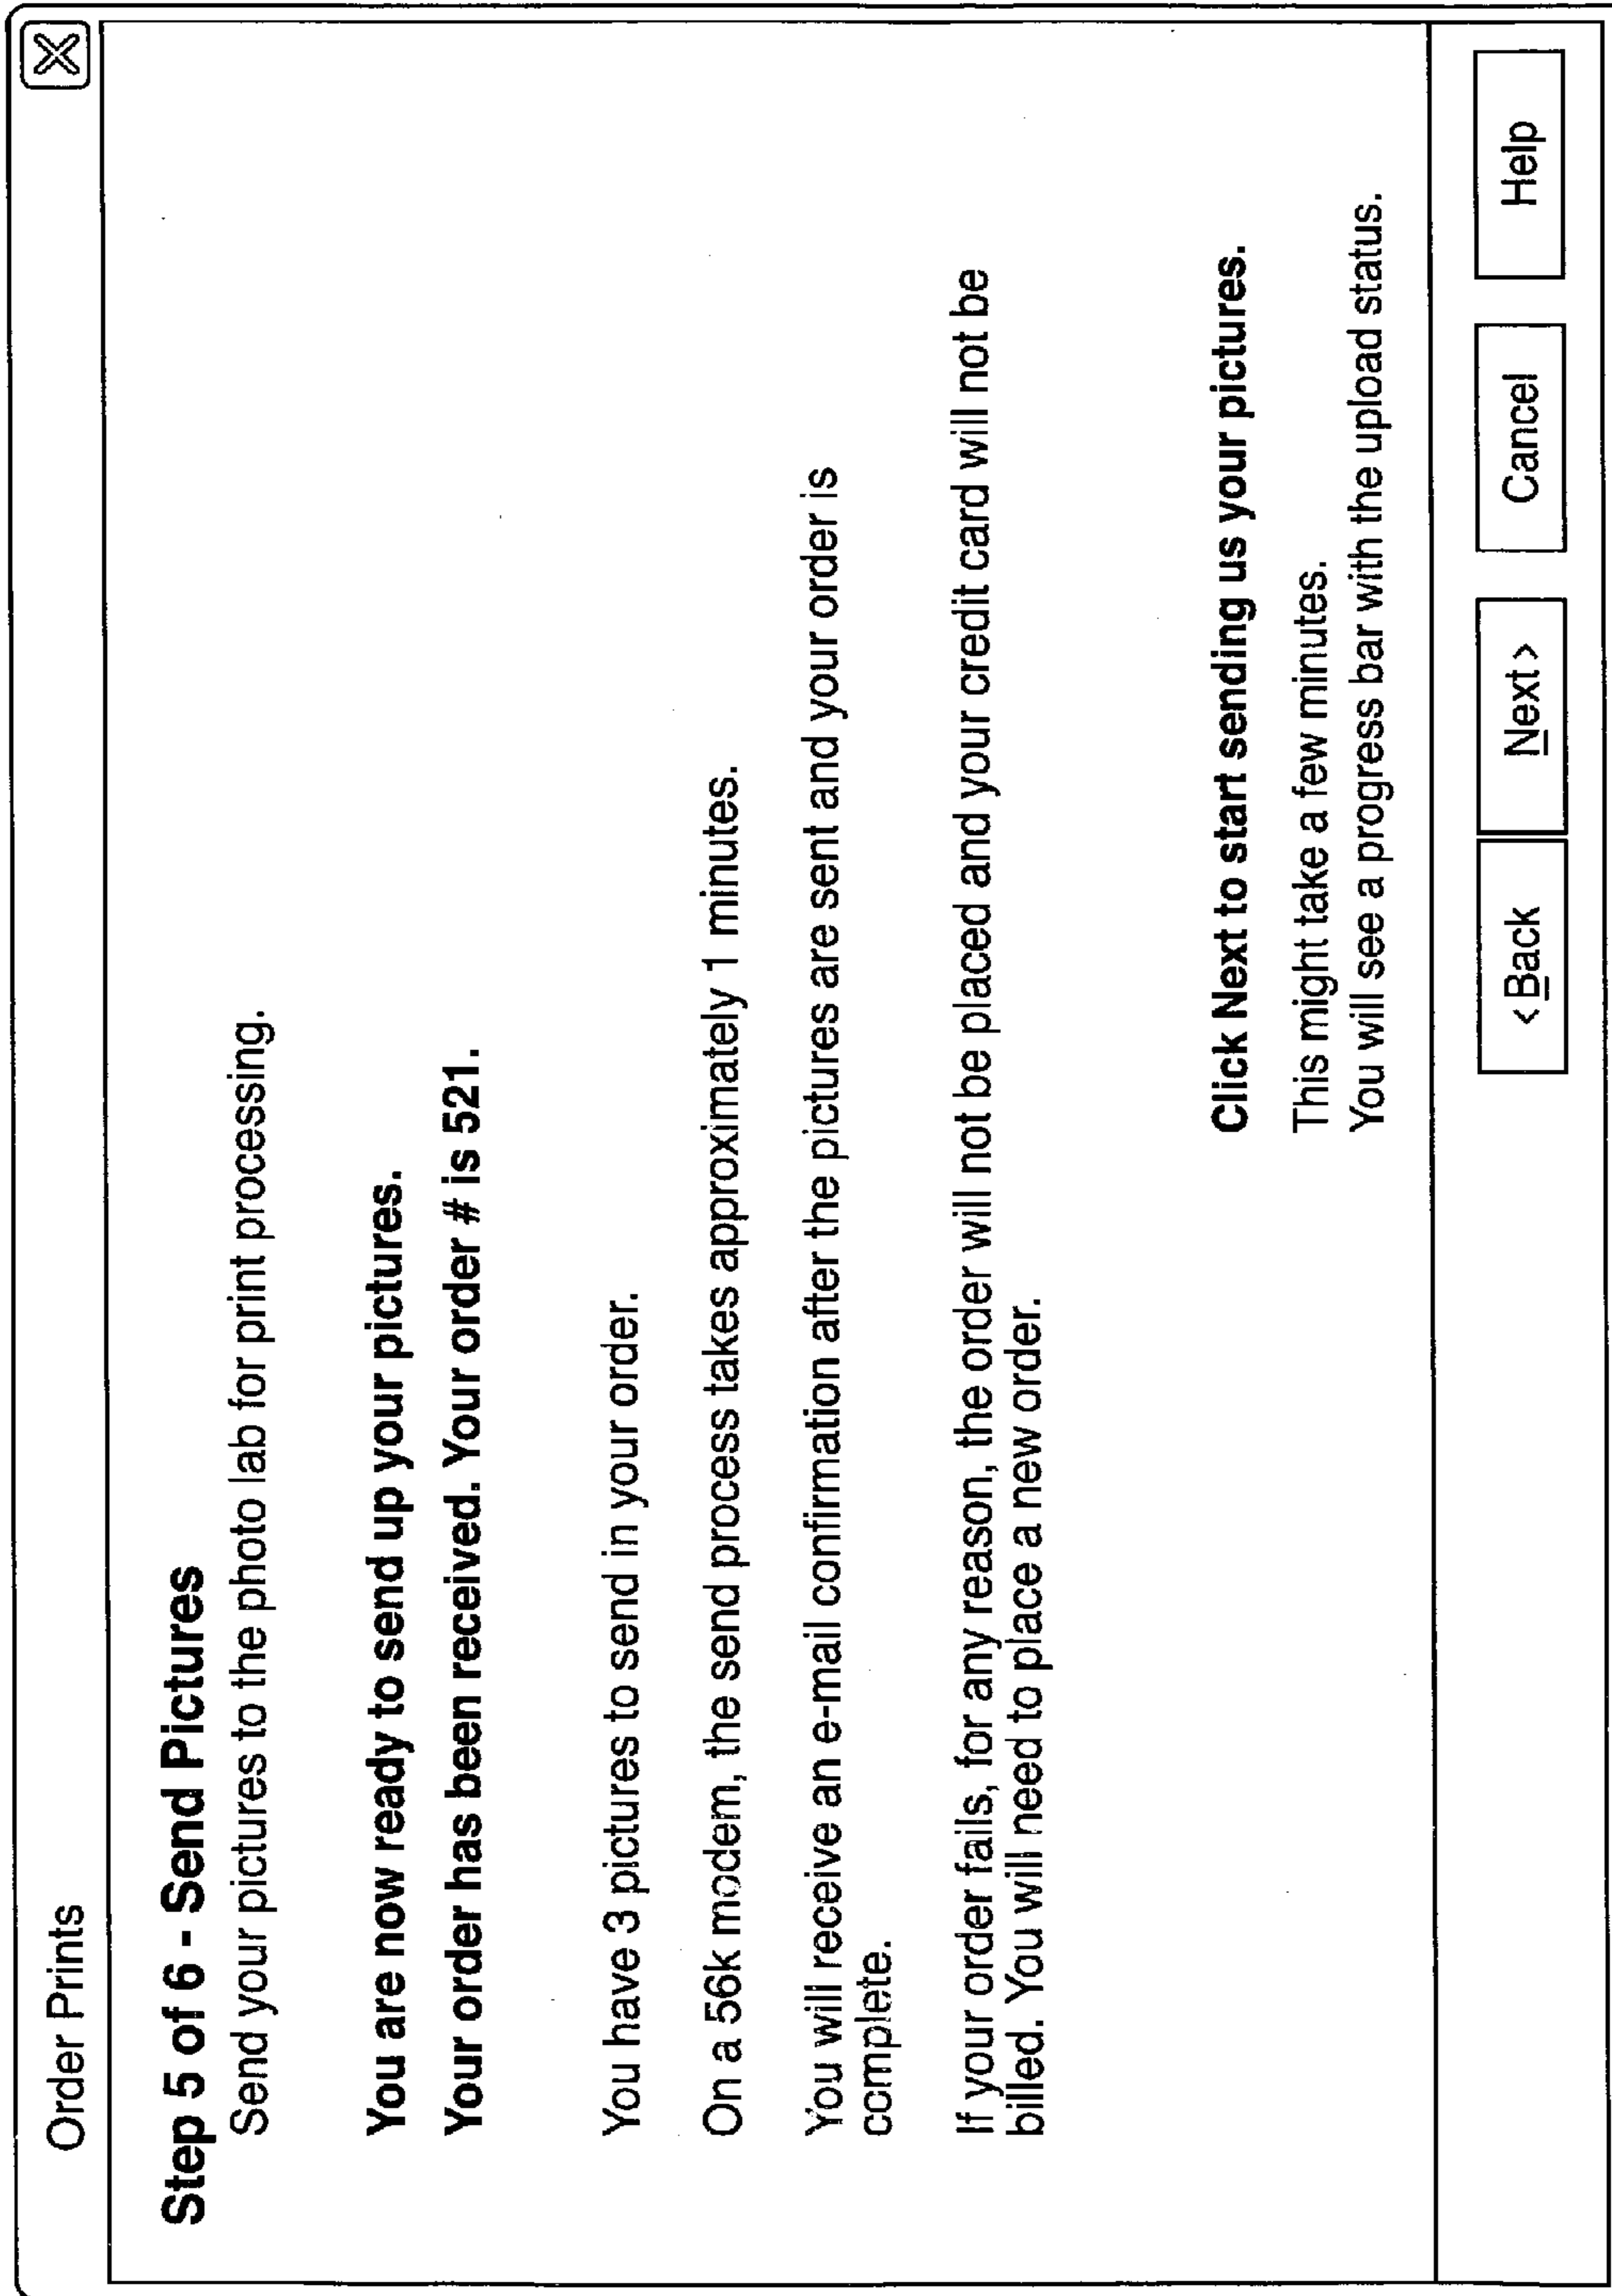 Order Prints
Step 5 of 6 - Send Pictures
Send your pictures to the photo lab for print processing.
You are now ready to send up your pictures.
Your order has been received. Your order # is 521.
You have 3 pictures to send in your order.
On a 56k modem, the send process takes approximately 1 minutes.
You will receive an e-mail confirmation after the pictures are sent and your order is
complete.
If your order fails, for any reason, the order will not be placed and your credit card will not be
billed. You will need to place a new order.
Click Next to start sending us your pictures.
This might take a few minutes.
You will see a progress bar with the upload status.
< Back Next > Cancel Help